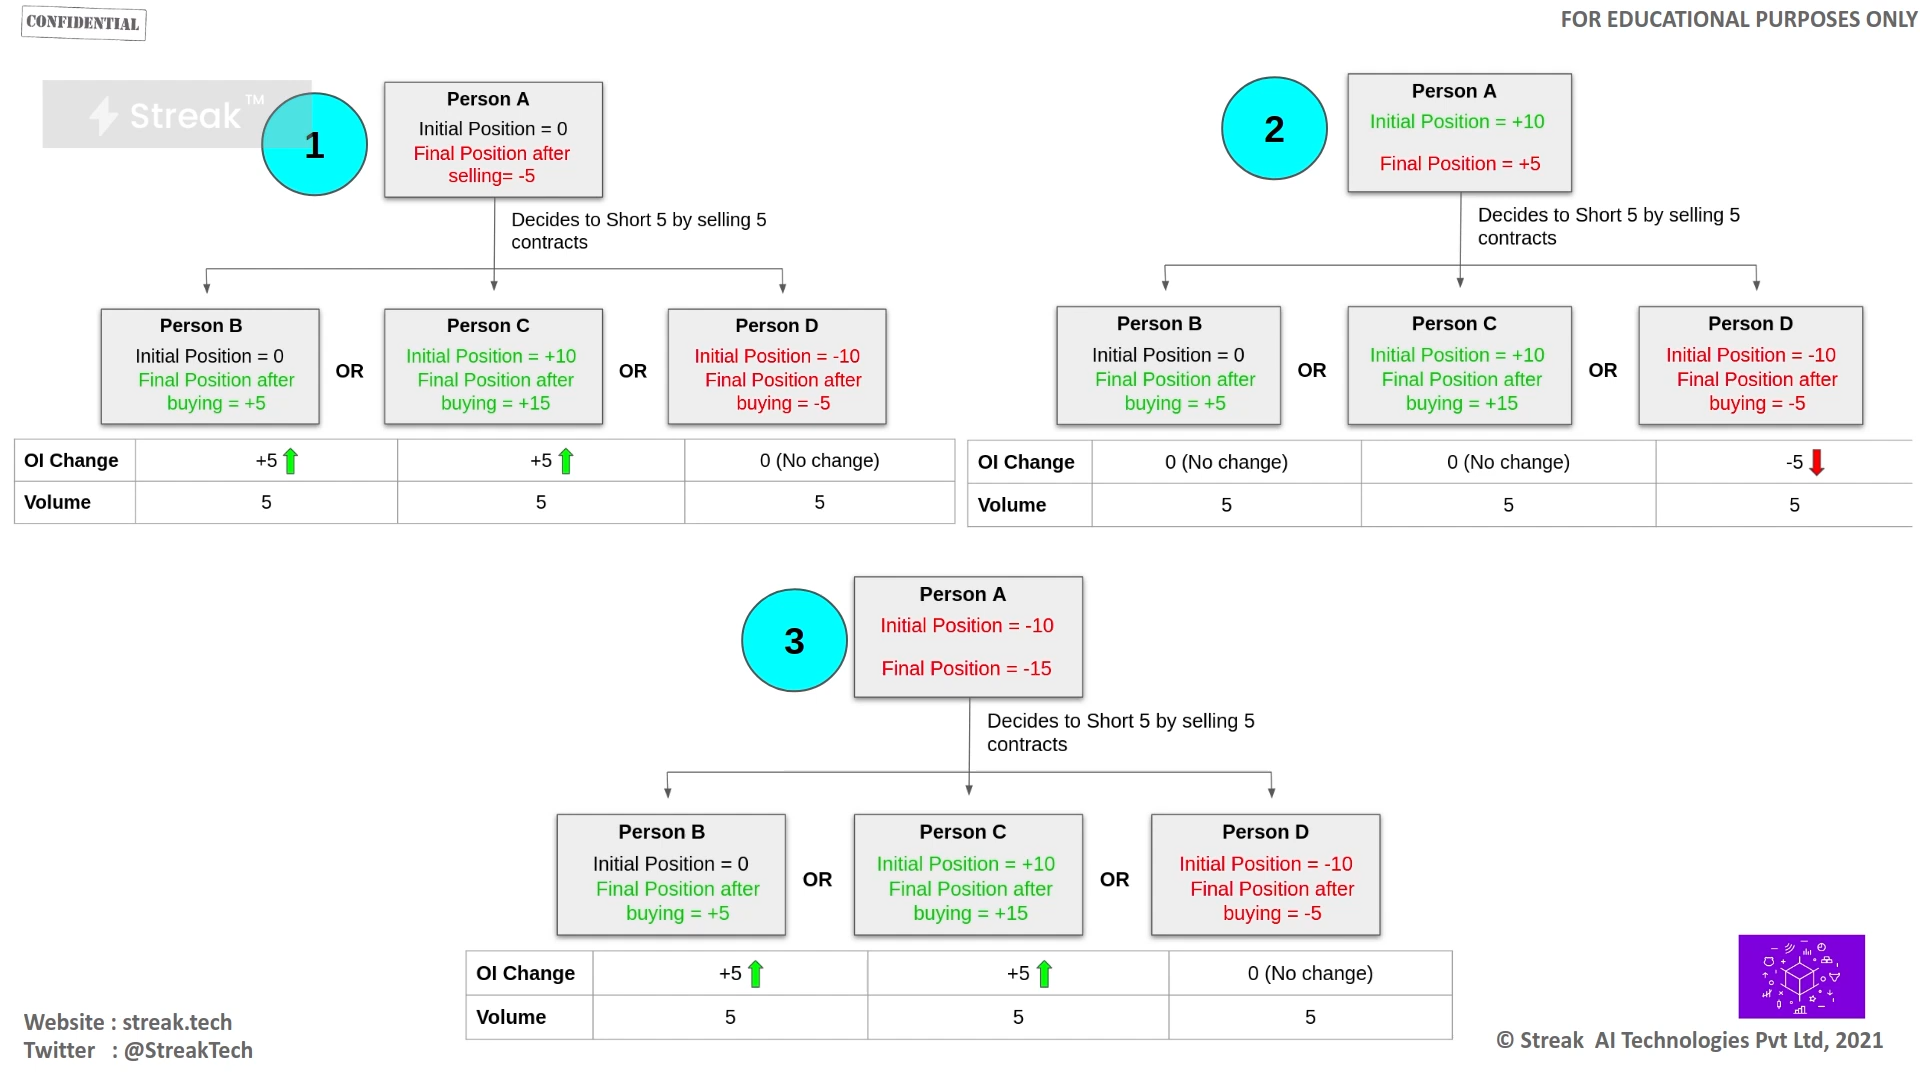 CONFIDENTIAL
FOR EDUCATIONAL PURPOSES ONLY
Streak™
1
Person A
Initial Position = 0
Final Position after
selling= -5
Decides to Short 5 by selling 5
contracts
Person B
Initial Position = 0
Final Position after
buying = +5
OR
Person C
Initial Position = +10
Final Position after
buying = +15
OR
Person D
Initial Position = -10
Final Position after
buying = -5
OI Change +5 +5 0 (No change)
Volume 5 5 5
2
Person A
Initial Position = +10
Final Position = +5
Decides to Short 5 by selling 5
contracts
Person B
Initial Position = 0
Final Position after
buying = +5
OR
Person C
Initial Position = +10
Final Position after
buying = +15
OR
Person D
Initial Position = -10
Final Position after
buying = -5
OI Change 0 (No change) 0 (No change) -5
Volume 5 5 5
3
Person A
Initial Position = -10
Final Position = -15
Decides to Short 5 by selling 5
contracts
Person B
Initial Position = 0
Final Position after
buying = +5
OR
Person C
Initial Position = +10
Final Position after
buying = +15
OR
Person D
Initial Position = -10
Final Position after
buying = -5
OI Change +5 +5 0 (No change)
Volume 5 5 5
Website : streak.tech
Twitter : @StreakTech
© Streak AI Technologies Pvt Ltd, 2021